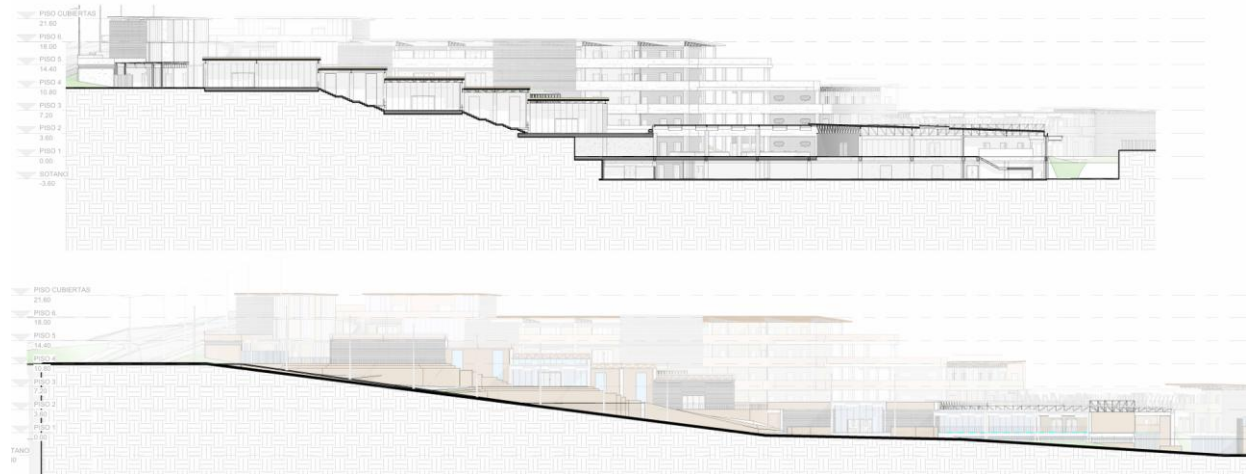 PISO CUBIERTAS
21.60
PISO 6
18.00
PISO 5
14.40
PISO 4
10.80
PISO 3
7.20
PISO 2
3.60
PISO 1
0.00
SOTANO
-3.60
PISO CUBIERTAS
21.60
PISO 6
18.00
PISO 5
14.40
PISO 4
10.80
PISO 3
PISO 2
3.60
PISO 1
0.00
TANO